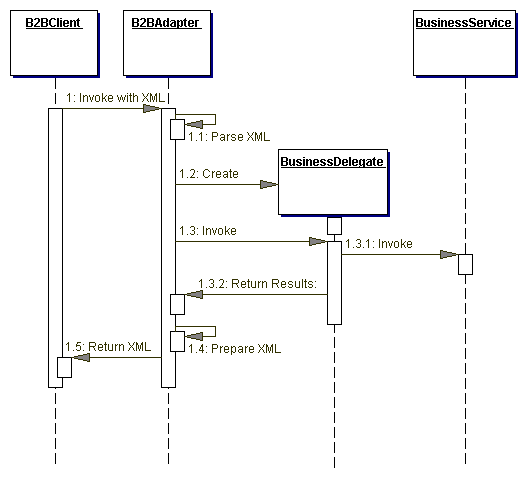 B2BClient
B2BAdapter
BusinessService
1: Invoke with XML
1.1: Parse XML
BusinessDelegate
1.2: Create
1.3: Invoke
1.3.1: Invoke
1.3.2: Return Results:
1.5: Return XML
1.4: Prepare XML